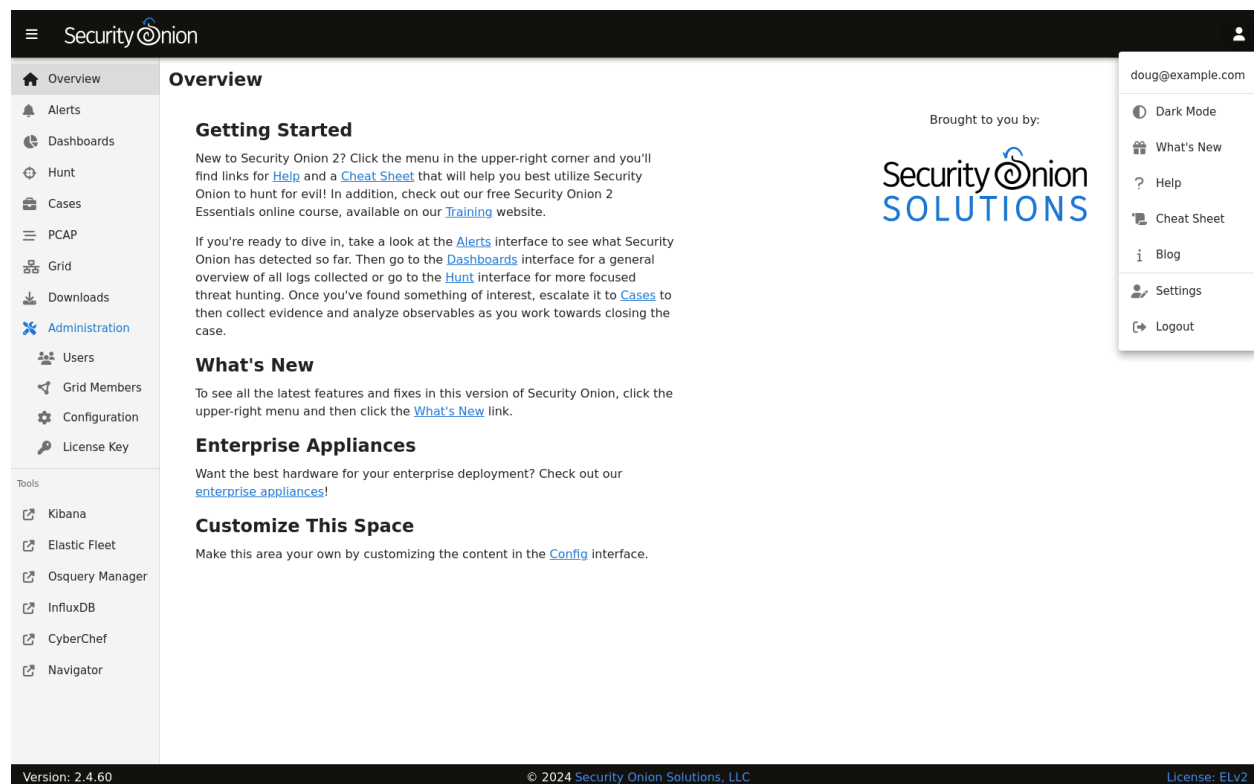 Security Onion
doug@example.com
Dark Mode
What's New
Help
Cheat Sheet
Blog
Settings
Logout
Overview
Alerts
Dashboards
Hunt
Cases
PCAP
Grid
Downloads
Administration
Users
Grid Members
Configuration
License Key
Tools
Kibana
Elastic Fleet
Osquery Manager
InfluxDB
CyberChef
Navigator
Overview
Getting Started
New to Security Onion 2? Click the menu in the upper-right corner and you'll
find links for Help and a Cheat Sheet that will help you best utilize Security
Onion to hunt for evil! In addition, check out our free Security Onion 2
Essentials online course, available on our Training website.
If you're ready to dive in, take a look at the Alerts interface to see what Security
Onion has detected so far. Then go to the Dashboards interface for a general
overview of all logs collected or go to the Hunt interface for more focused
threat hunting. Once you've found something of interest, escalate it to Cases to
then collect evidence and analyze observables as you work towards closing the
case.
What's New
To see all the latest features and fixes in this version of Security Onion, click the
upper-right menu and then click the What's New link.
Enterprise Appliances
Want the best hardware for your enterprise deployment? Check out our
enterprise appliances!
Customize This Space
Make this area your own by customizing the content in the Config interface.
Brought to you by:
Security Onion
SOLUTIONS
Version: 2.4.60
© 2024 Security Onion Solutions, LLC
License: ELv2